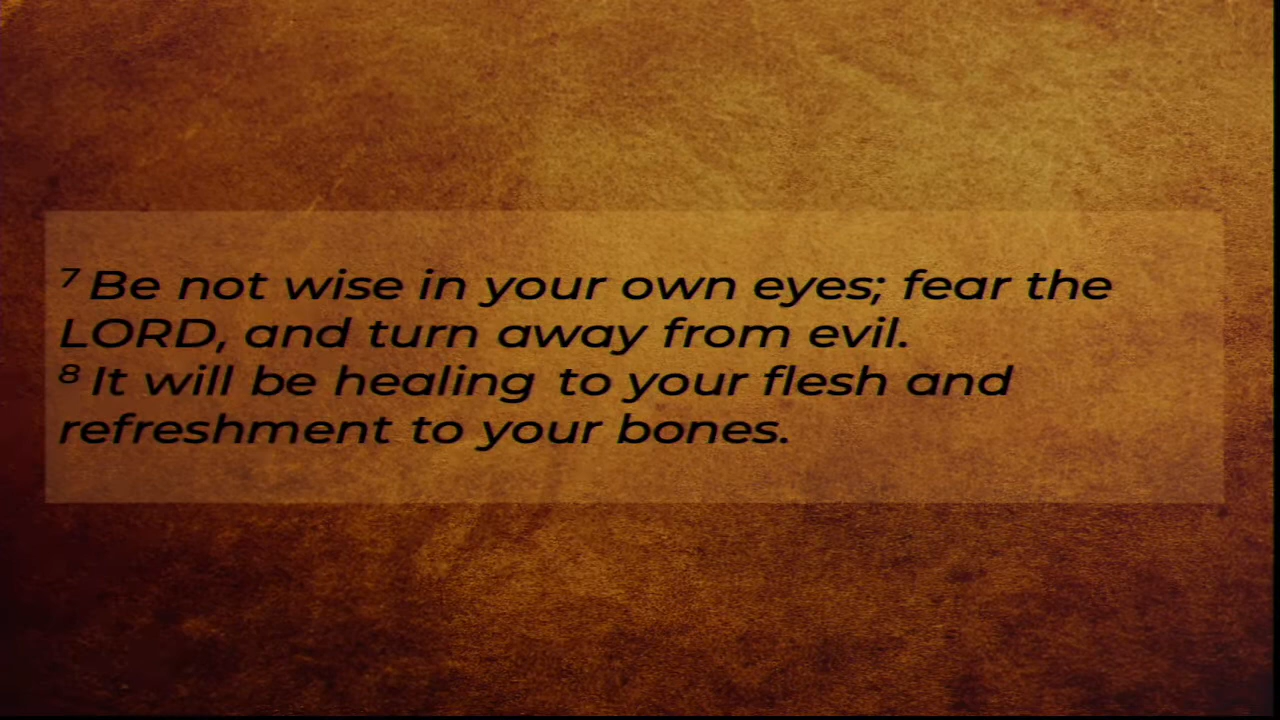 ⁷ Be not wise in your own eyes; fear the
LORD, and turn away from evil.
⁸ It will be healing to your flesh and
refreshment to your bones.